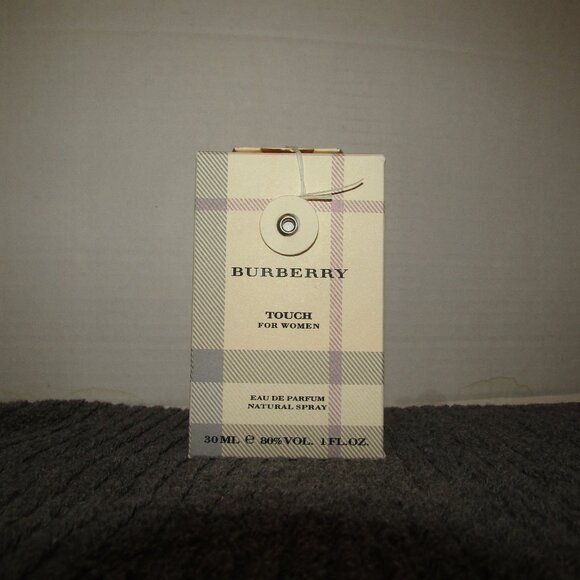 BURBERRY
TOUCH
FOR WOMEN
EAU DE PARFUM
NATURAL SPRAY
30 ML ℮ 80% VOL. 1 FL.OZ.